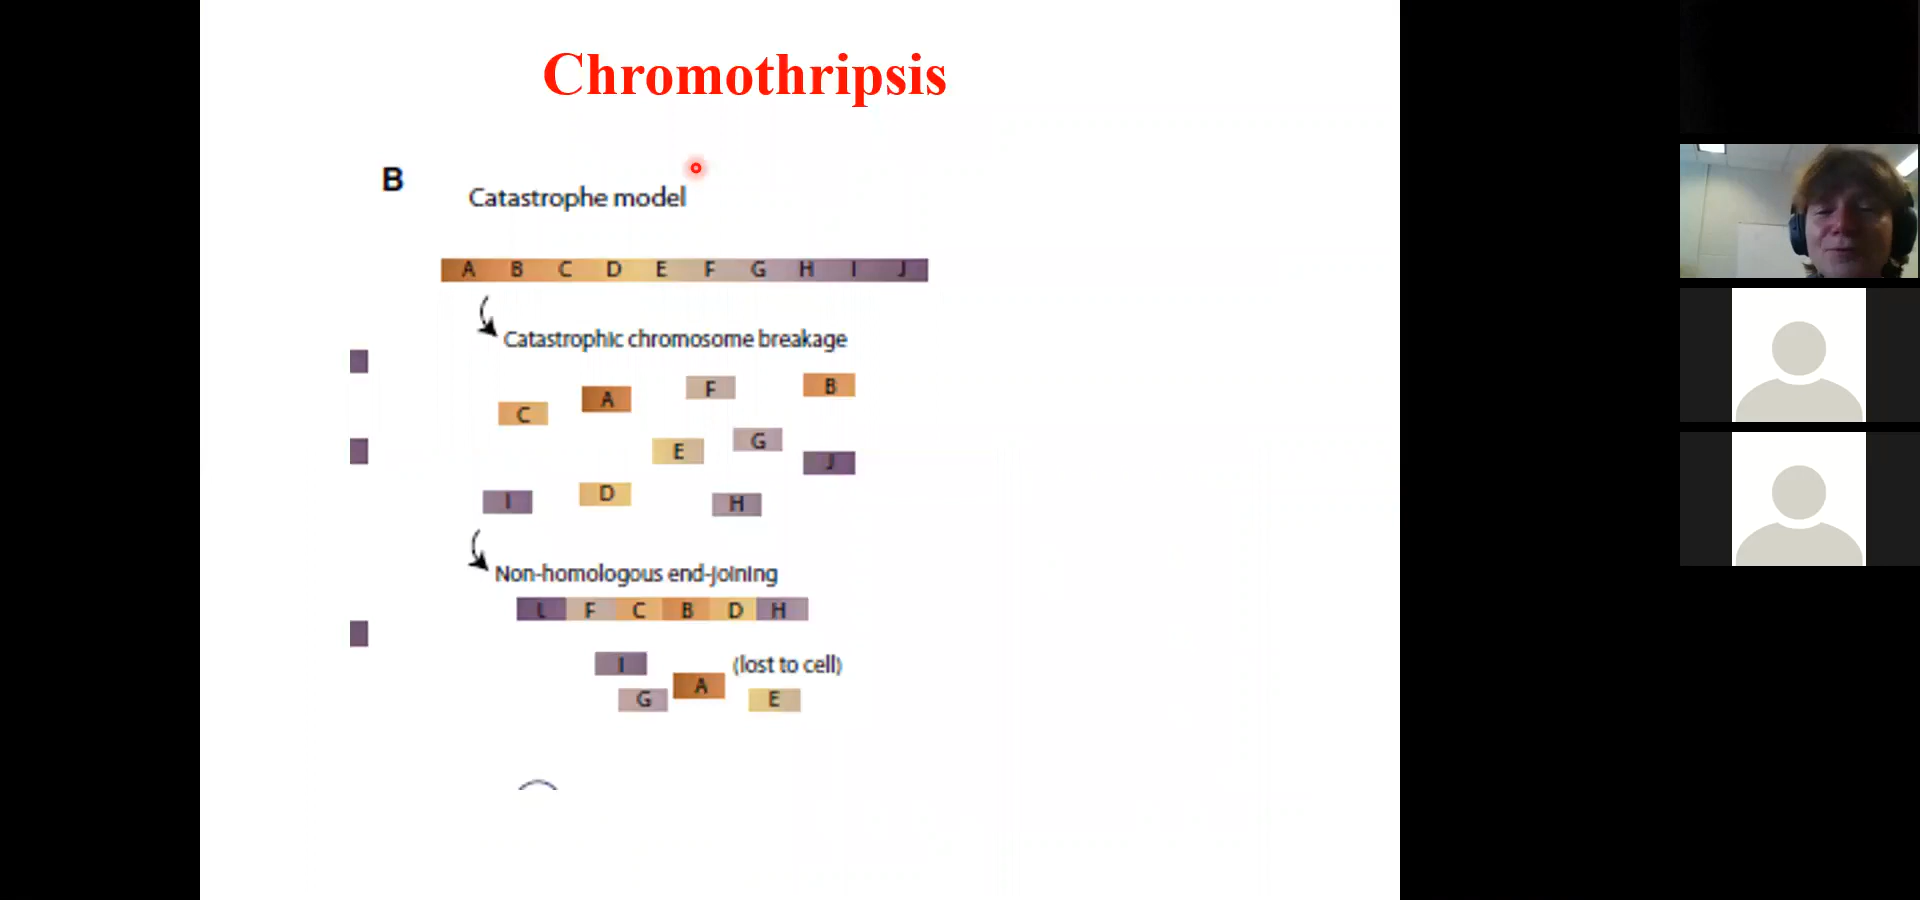 Chromothripsis
B
Catastrophe model
A B C D E F G H I J
Catastrophic chromosome breakage
F B
A
C
G
E
J
D
I H
Non-homologous end-joining
F C B D H
I (lost to cell)
A
G E